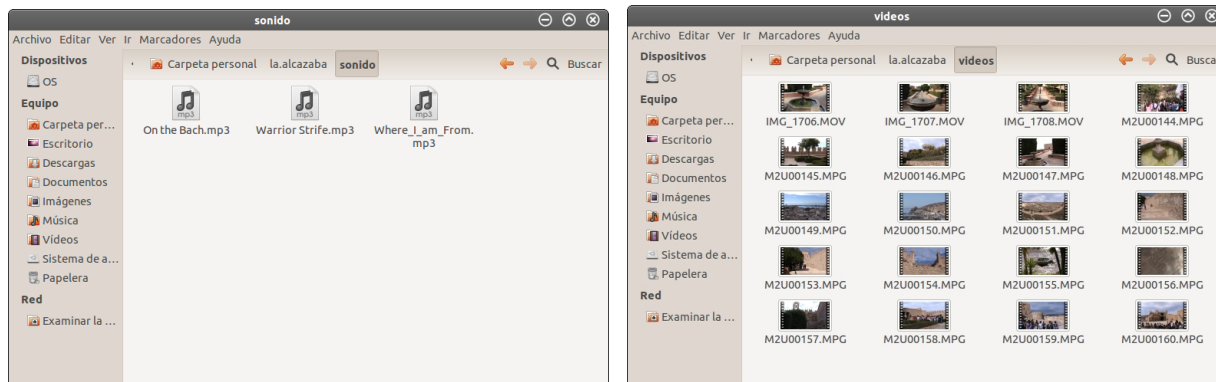 sonido
Archivo Editar Ver Ir Marcadores Ayuda
Dispositivos
OS
Equipo
Carpeta per...
Escritorio
Descargas
Documentos
Imágenes
Música
Vídeos
Sistema de a...
Papelera
Red
Examinar la ...
Carpeta personal la.alcazaba sonido Buscar
mp3 mp3 mp3
On the Bach.mp3 Warrior Strife.mp3 Where_I_am_From.
mp3
videos
Archivo Editar Ver Ir Marcadores Ayuda
Dispositivos
OS
Equipo
Carpeta per...
Escritorio
Descargas
Documentos
Imágenes
Música
Vídeos
Sistema de a...
Papelera
Red
Examinar la ...
Carpeta personal la.alcazaba videos Busca
IMG_1706.MOV IMG_1707.MOV IMG_1708.MOV M2U00144.MPG
M2U00145.MPG M2U00146.MPG M2U00147.MPG M2U00148.MPG
M2U00149.MPG M2U00150.MPG M2U00151.MPG M2U00152.MPG
M2U00153.MPG M2U00154.MPG M2U00155.MPG M2U00156.MPG
M2U00157.MPG M2U00158.MPG M2U00159.MPG M2U00160.MPG